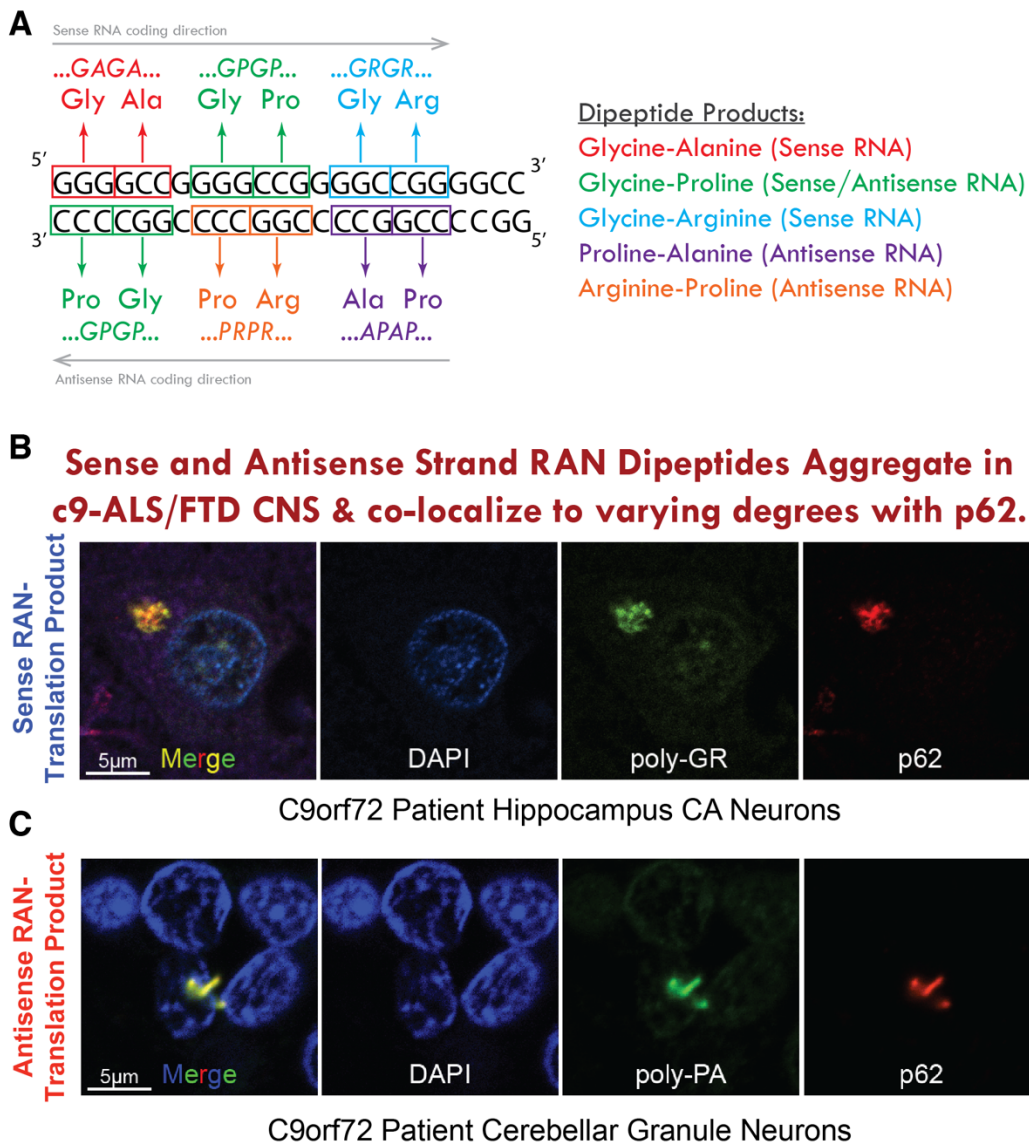 A
Sense RNA coding direction
...GAGA... ...GPGP... ...GRGR...
Gly Ala Gly Pro Gly Arg
5′ 3′
GGGGCCGGGGCCGGGGCCGGGGCC
CCCCGGCCCCGGCCCCGGCCCCGG
3′ 5′
Pro Gly Pro Arg Ala Pro
...GPGP... ...PRPR... ...APAP...
Antisense RNA coding direction
Dipeptide Products:
Glycine-Alanine (Sense RNA)
Glycine-Proline (Sense/Antisense RNA)
Glycine-Arginine (Sense RNA)
Proline-Alanine (Antisense RNA)
Arginine-Proline (Antisense RNA)
B
Sense and Antisense Strand RAN Dipeptides Aggregate in
c9-ALS/FTD CNS & co-localize to varying degrees with p62.
Sense RAN-
Translation Product
5µm Merge DAPI poly-GR p62
C9orf72 Patient Hippocampus CA Neurons
C
Antisense RAN-
Translation Product
5µm Merge DAPI poly-PA p62
C9orf72 Patient Cerebellar Granule Neurons